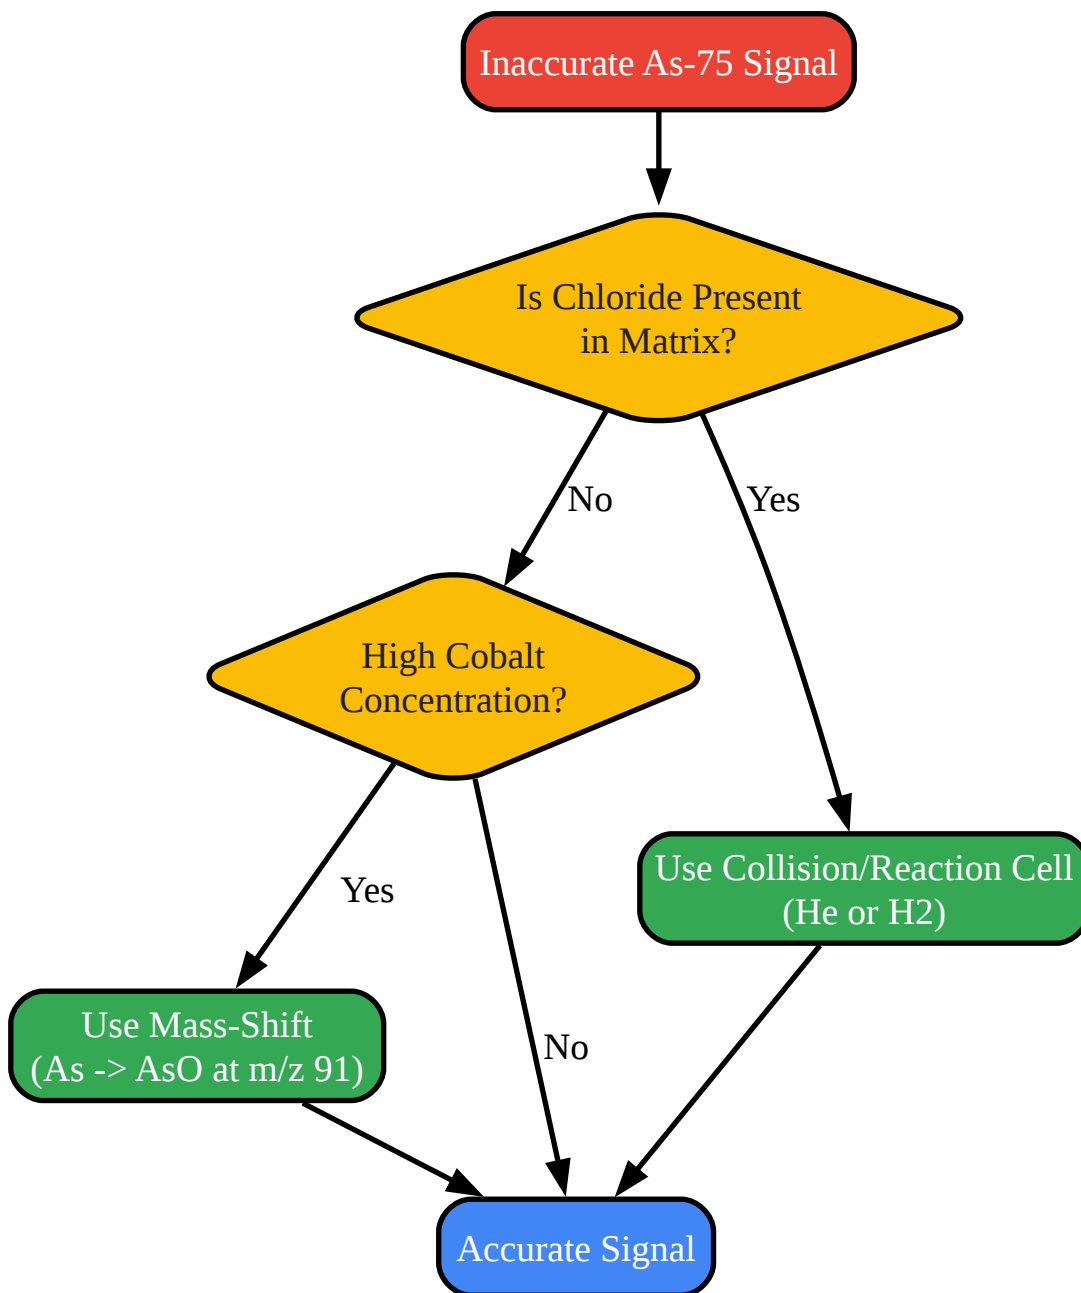 Inaccurate As-75 Signal
Is Chloride Present
in Matrix?
No
Yes
High Cobalt
Concentration?
Use Collision/Reaction Cell
(He or H2)
Yes
No
Use Mass-Shift
(As -> AsO at m/z 91)
Accurate Signal